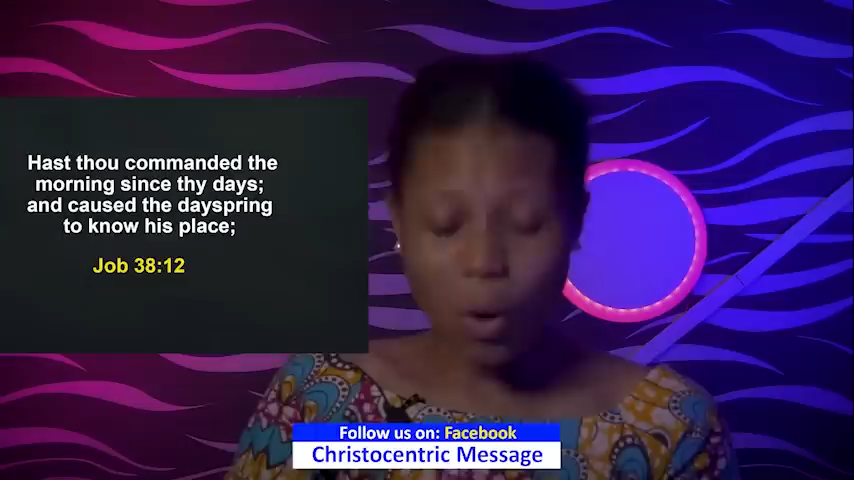 Hast thou commanded the
morning since thy days;
and caused the dayspring
to know his place;
Job 38:12
Follow us on: Facebook
Christocentric Message